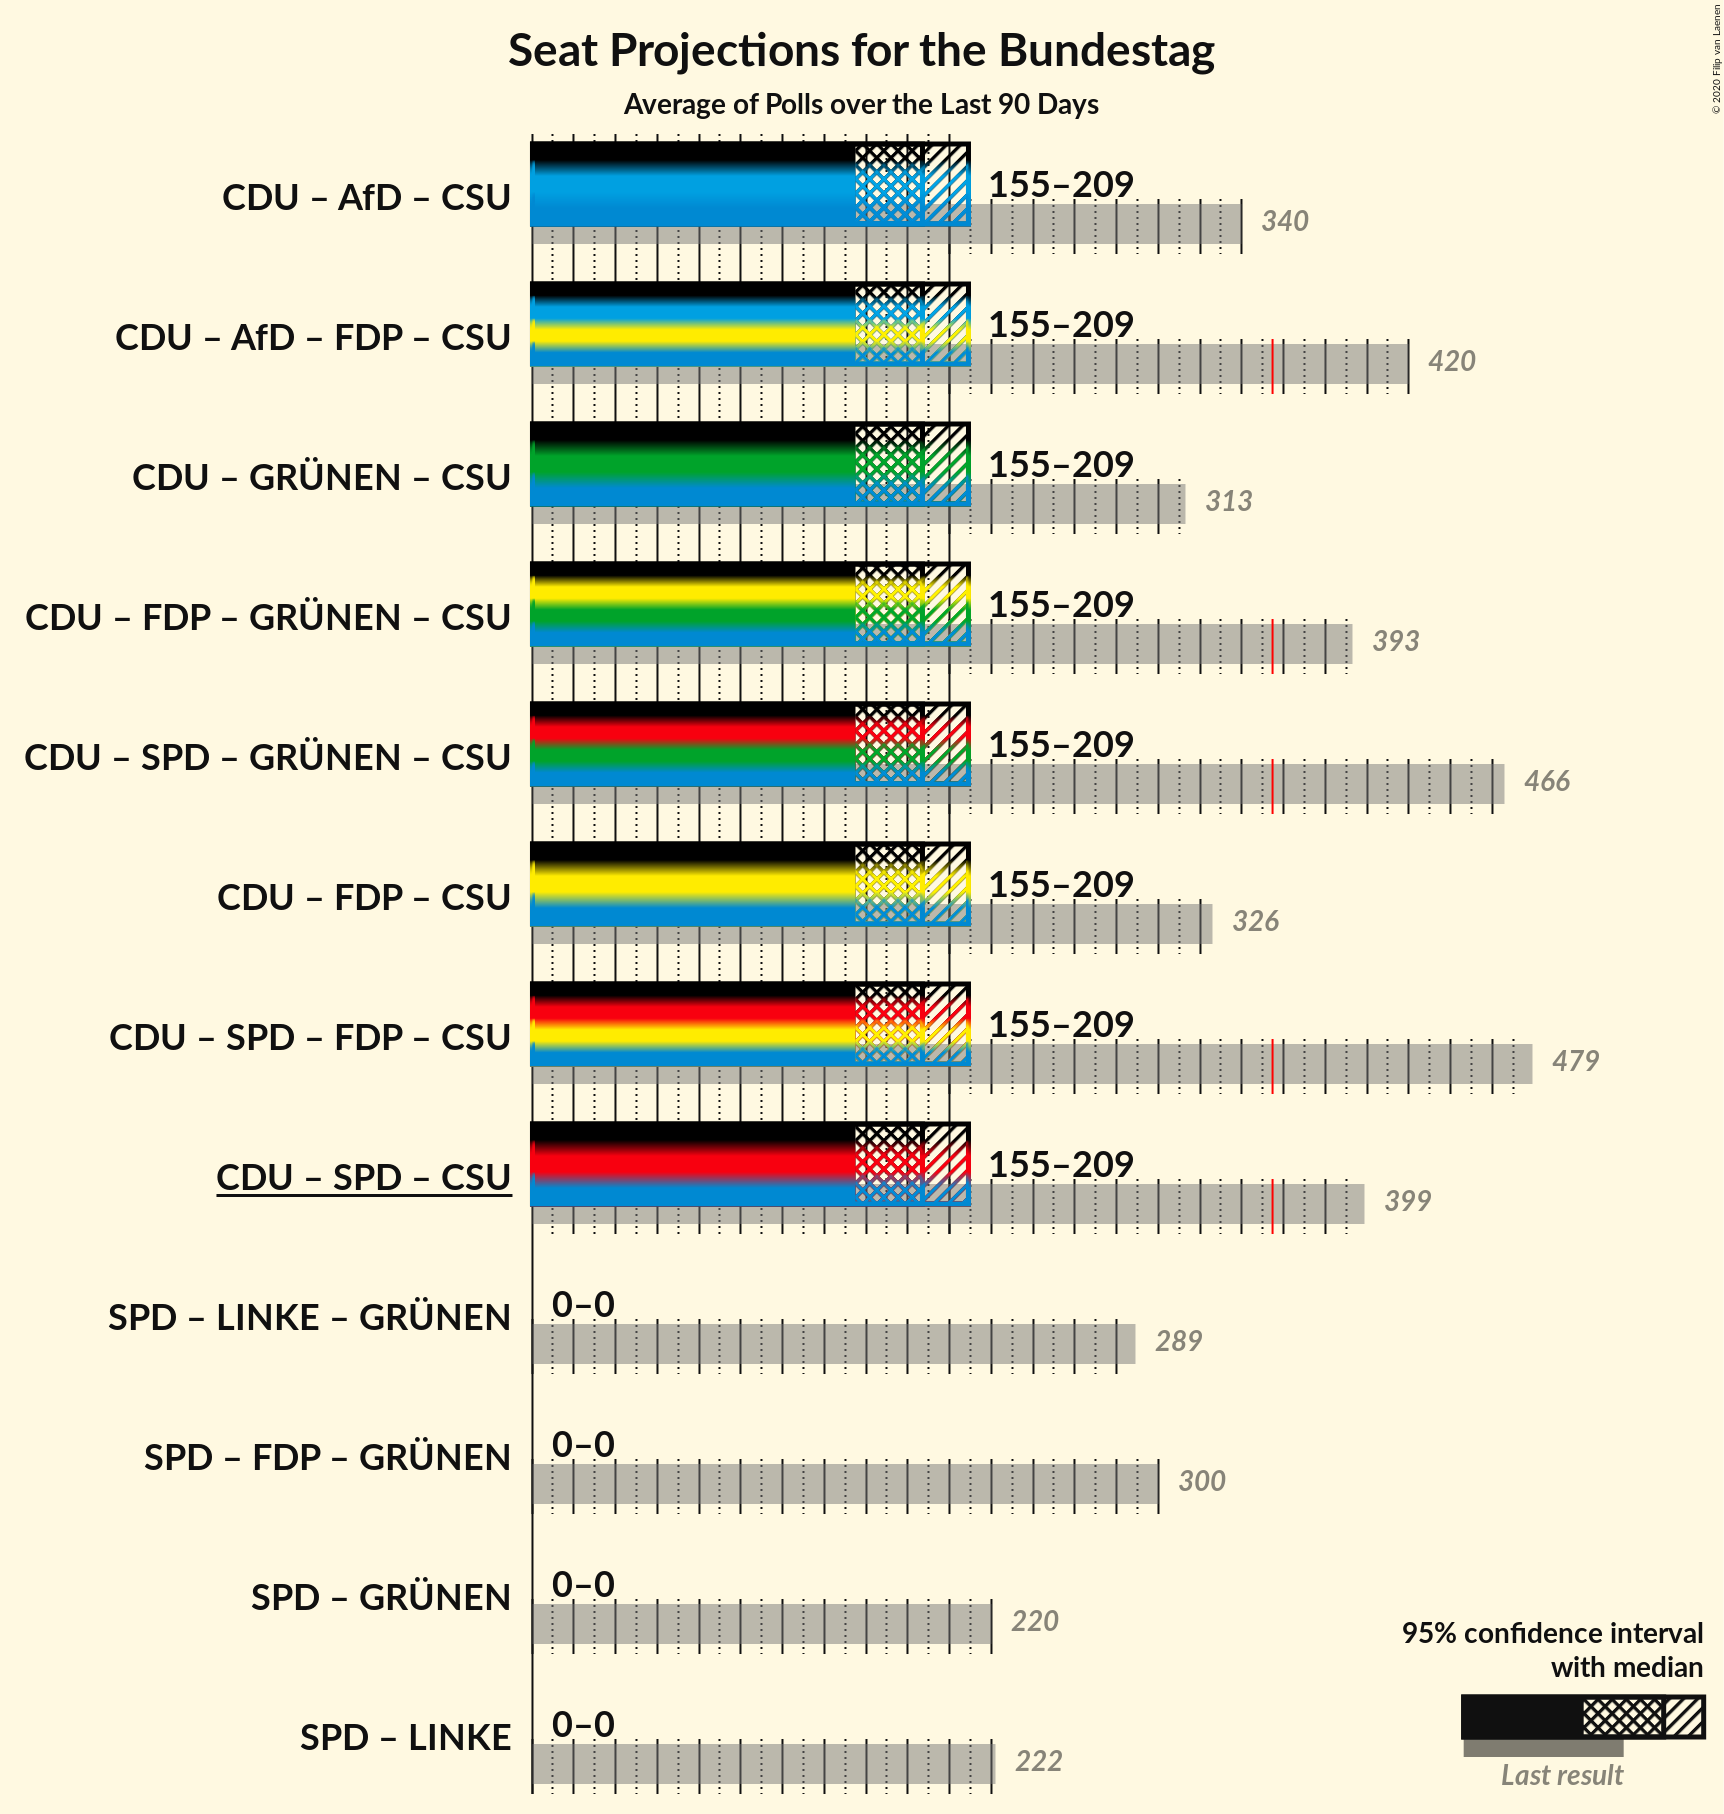 Seat Projections for the Bundestag
Average of Polls over the Last 90 Days
© 2020 Filip van Laenen
CDU – AfD – CSU
155–209
340
CDU – AfD – FDP – CSU
155–209
420
CDU – GRÜNEN – CSU
155–209
313
CDU – FDP – GRÜNEN – CSU
155–209
393
CDU – SPD – GRÜNEN – CSU
155–209
466
CDU – FDP – CSU
155–209
326
CDU – SPD – FDP – CSU
155–209
479
CDU – SPD – CSU
155–209
399
SPD – LINKE – GRÜNEN
0–0
289
SPD – FDP – GRÜNEN
0–0
300
SPD – GRÜNEN
0–0
220
SPD – LINKE
0–0
222
95% confidence interval
with median
Last result